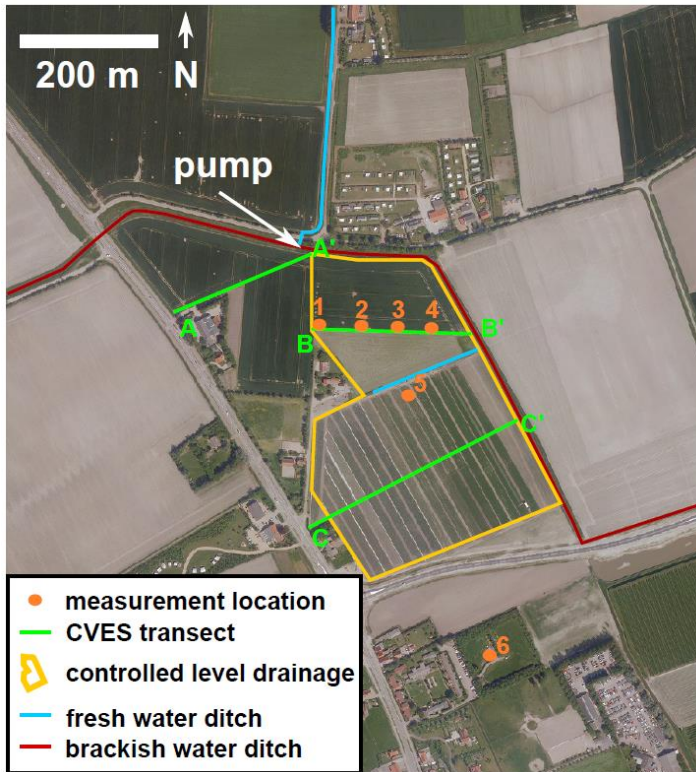 200 m N
pump
A'
1 2 3 4
A
B B'
5
C'
C
6
measurement location
CVES transect
controlled level drainage
fresh water ditch
brackish water ditch